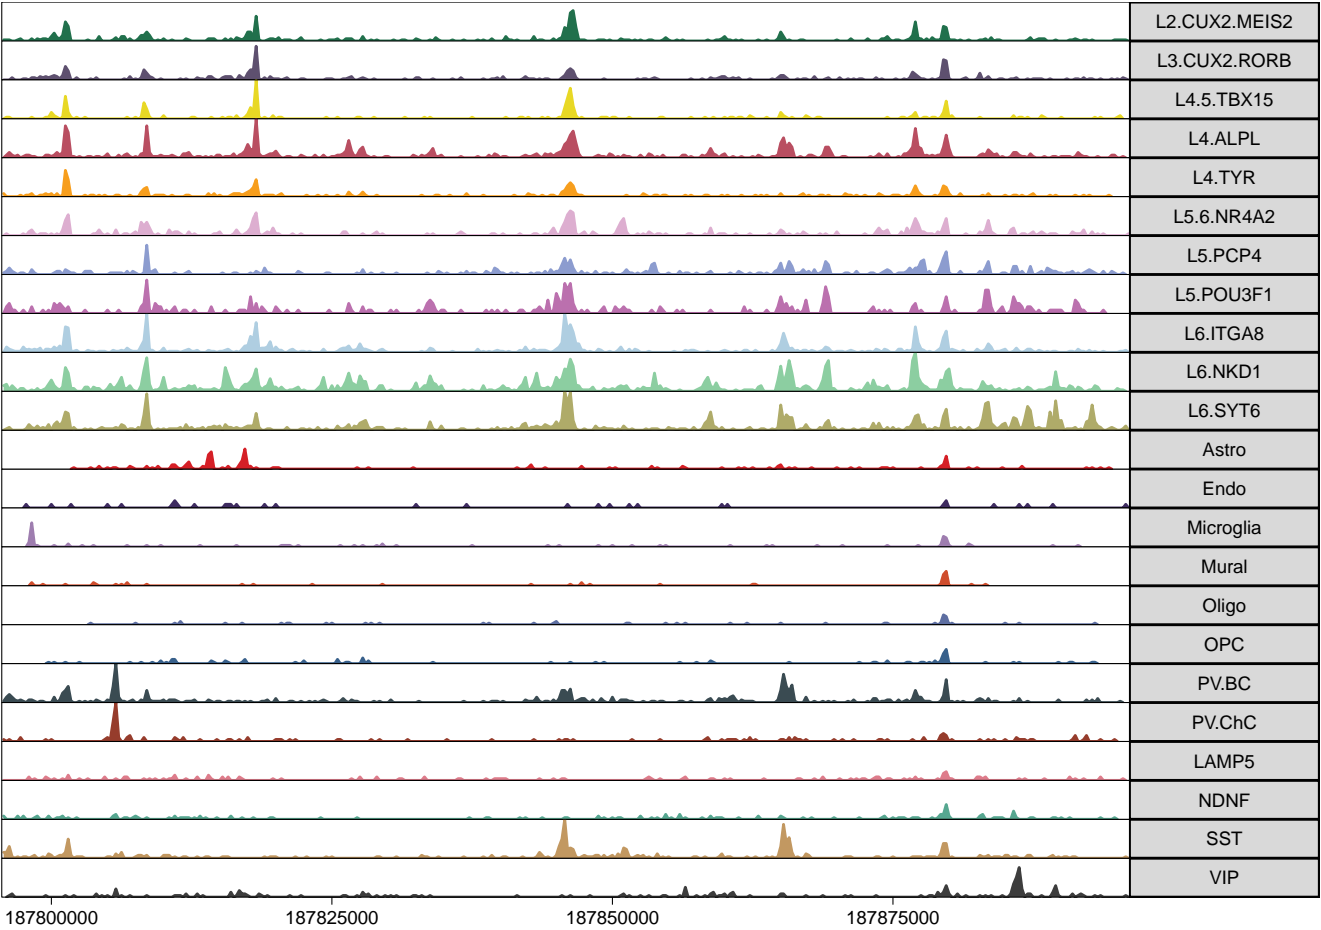 L2.CUX2.MEIS2
L3.CUX2.RORB
L4.5.TBX15
L4.ALPL
L4.TYR
L5.6.NR4A2
L5.PCP4
L5.POU3F1
L6.ITGA8
L6.NKD1
L6.SYT6
Astro
Endo
Microglia
Mural
Oligo
OPC
PV.BC
PV.ChC
LAMP5
NDNF
SST
VIP
187800000 187825000 187850000 187875000